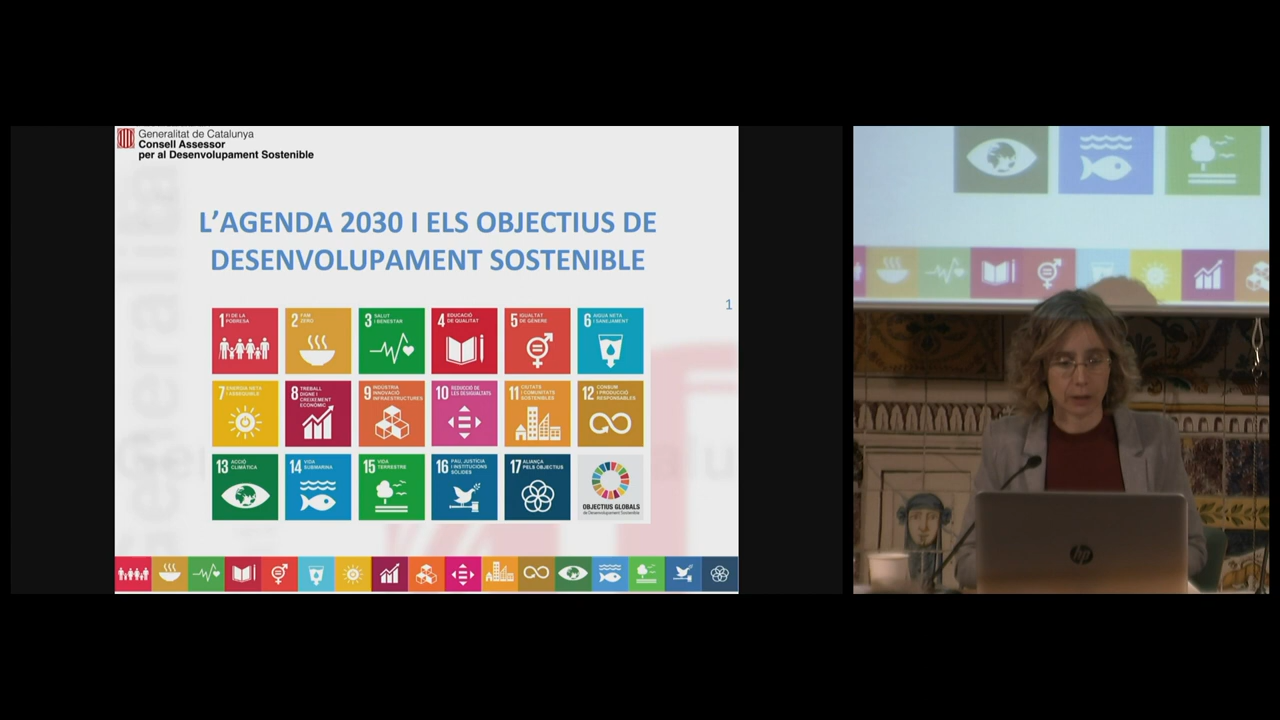 Generalitat de Catalunya
Consell Assessor
per al Desenvolupament Sostenible
L'AGENDA 2030 I ELS OBJECTIUS DE
DESENVOLUPAMENT SOSTENIBLE
1
1 FI DE LA
POBRESA
2 FAM
ZERO
3 SALUT
I BENESTAR
4 EDUCACIÓ
DE QUALITAT
5 IGUALTAT
DE GÈNERE
6 AIGUA NETA
I SANEJAMENT
7 ENERGIA NETA
I ASSEQUIBLE
8 TREBALL
DIGNE I
CREIXEMENT
ECONÒMIC
9 INDÚSTRIA
INNOVACIÓ
INFRAESTRUCTURES
10 REDUCCIÓ DE
LES DESIGUALTATS
11 CIUTATS
I COMUNITATS
SOSTENIBLES
12 CONSUM
I PRODUCCIÓ
RESPONSABLES
13 ACCIÓ
CLIMÀTICA
14 VIDA
SUBMARINA
15 VIDA
TERRESTRE
16 PAU, JUSTÍCIA
I INSTITUCIONS
SÒLIDES
17 ALIANÇA
PELS OBJECTIUS
OBJECTIUS GLOBALS
de Desenvolupament Sostenible
hp